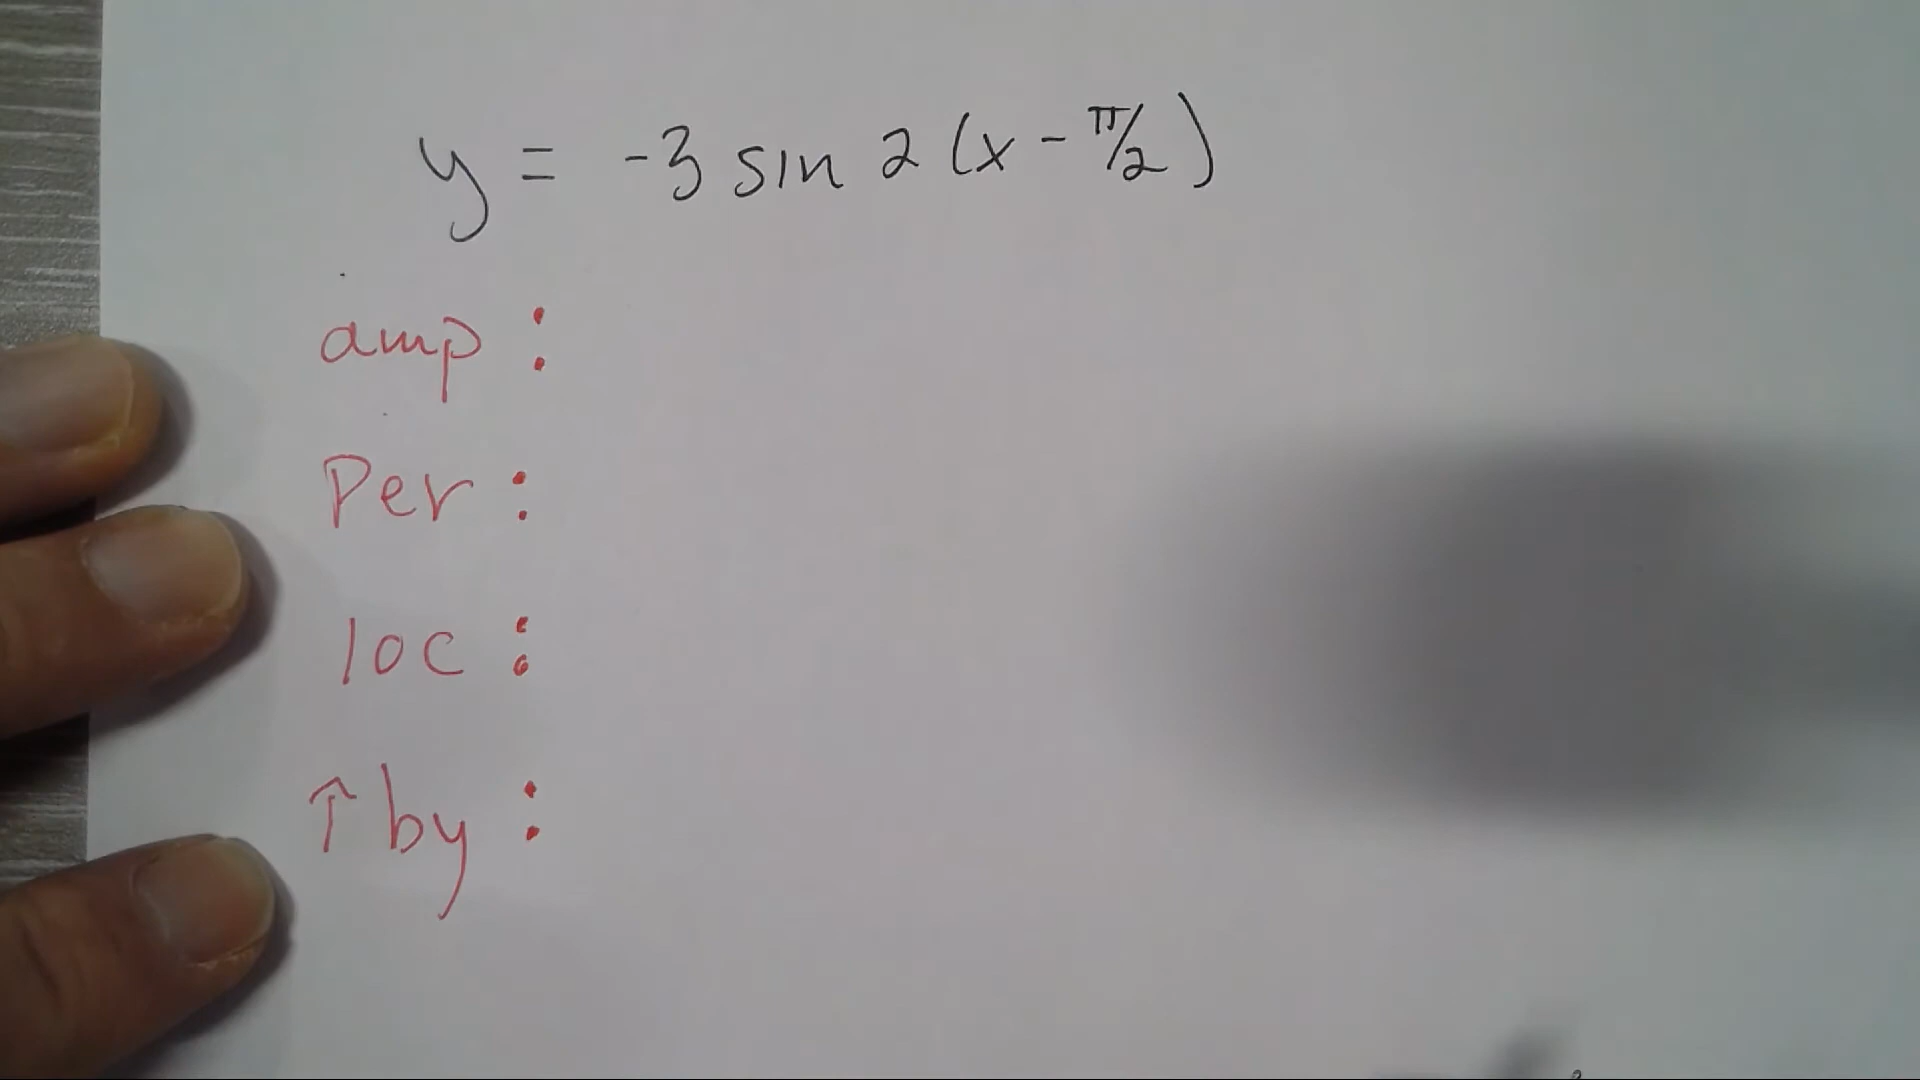 y = -3 sin 2 (x - π/2)
amp :
Per :
loc :
↑ by :